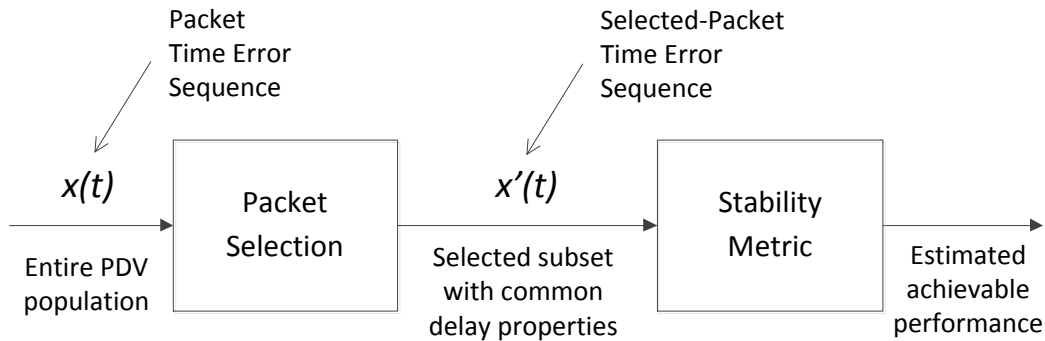 Packet
Time Error
Sequence
Selected-Packet
Time Error
Sequence
x(t)
Packet
Selection
x’(t)
Stability
Metric
Entire PDV
population
Selected subset
with common
delay properties
Estimated
achievable
performance